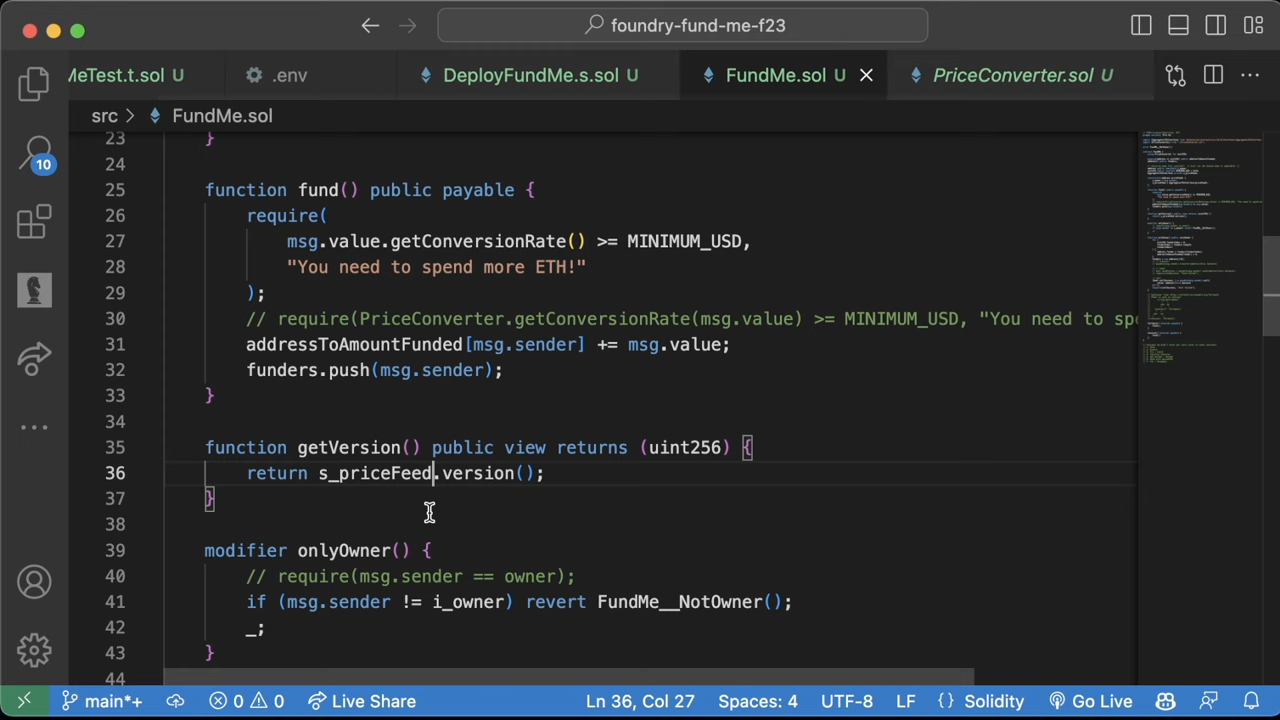 foundry-fund-me-f23
MeTest.t.sol U
.env
DeployFundMe.s.sol U
FundMe.sol U
PriceConverter.sol U
src > FundMe.sol
10
23 }
24
25 function fund() public payable {
26 require(
27 msg.value.getConversionRate() >= MINIMUM_USD,
28 "You need to spend more ETH!"
29 );
30 // require(PriceConverter.getConversionRate(msg.value) >= MINIMUM_USD, "You need to spe
31 addressToAmountFunded[msg.sender] += msg.value;
32 funders.push(msg.sender);
33 }
34
35 function getVersion() public view returns (uint256) {
36 return s_priceFeed.version();
37 }
38
39 modifier onlyOwner() {
40 // require(msg.sender == owner);
41 if (msg.sender != i_owner) revert FundMe__NotOwner();
42 _;
43 }
44
main*+ 0 0 Live Share Ln 36, Col 27 Spaces: 4 UTF-8 LF {} Solidity Go Live